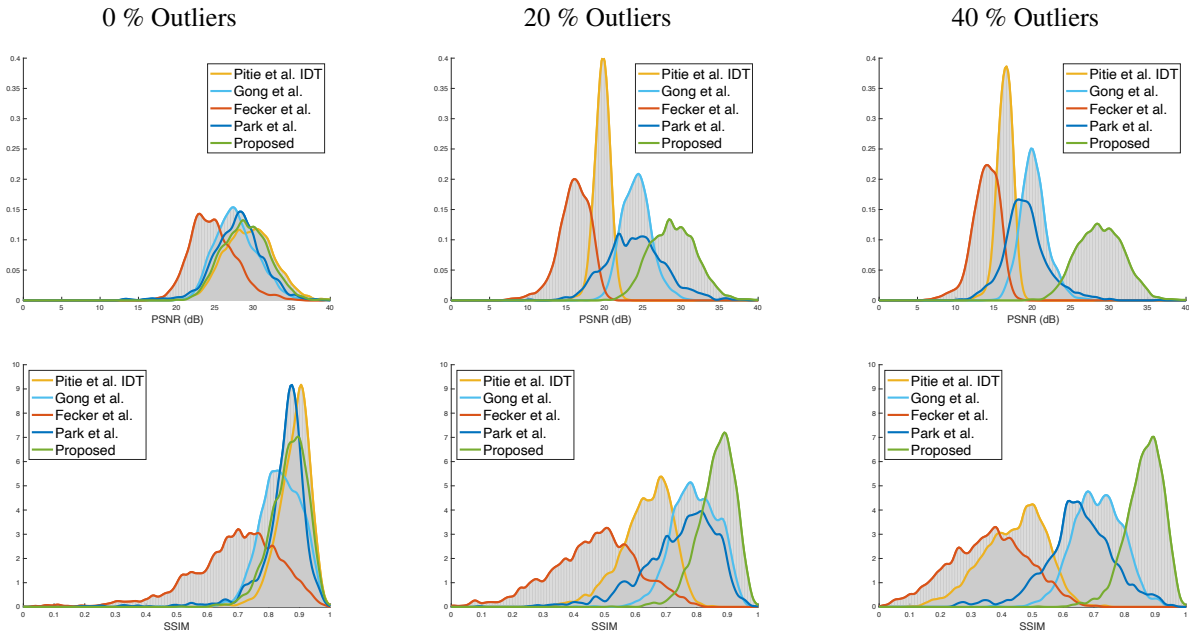 0 % Outliers
20 % Outliers
40 % Outliers
0.4
0.35
0.3
0.25
0.2
0.15
0.1
0.05
0
Pitie et al. IDT
Gong et al.
Fecker et al.
Park et al.
Proposed
0 5 10 15 20 25 30 35 40
PSNR (dB)
0.4
0.35
0.3
0.25
0.2
0.15
0.1
0.05
0
Pitie et al. IDT
Gong et al.
Fecker et al.
Park et al.
Proposed
0 5 10 15 20 25 30 35 40
PSNR (dB)
0.4
0.35
0.3
0.25
0.2
0.15
0.1
0.05
0
Pitie et al. IDT
Gong et al.
Fecker et al.
Park et al.
Proposed
0 5 10 15 20 25 30 35 40
PSNR (dB)
10
9
8
7
6
5
4
3
2
1
0
Pitie et al. IDT
Gong et al.
Fecker et al.
Park et al.
Proposed
0 0.1 0.2 0.3 0.4 0.5 0.6 0.7 0.8 0.9 1
SSIM
10
9
8
7
6
5
4
3
2
1
0
Pitie et al. IDT
Gong et al.
Fecker et al.
Park et al.
Proposed
0 0.1 0.2 0.3 0.4 0.5 0.6 0.7 0.8 0.9 1
SSIM
10
9
8
7
6
5
4
3
2
1
0
Pitie et al. IDT
Gong et al.
Fecker et al.
Park et al.
Proposed
0 0.1 0.2 0.3 0.4 0.5 0.6 0.7 0.8 0.9 1
SSIM